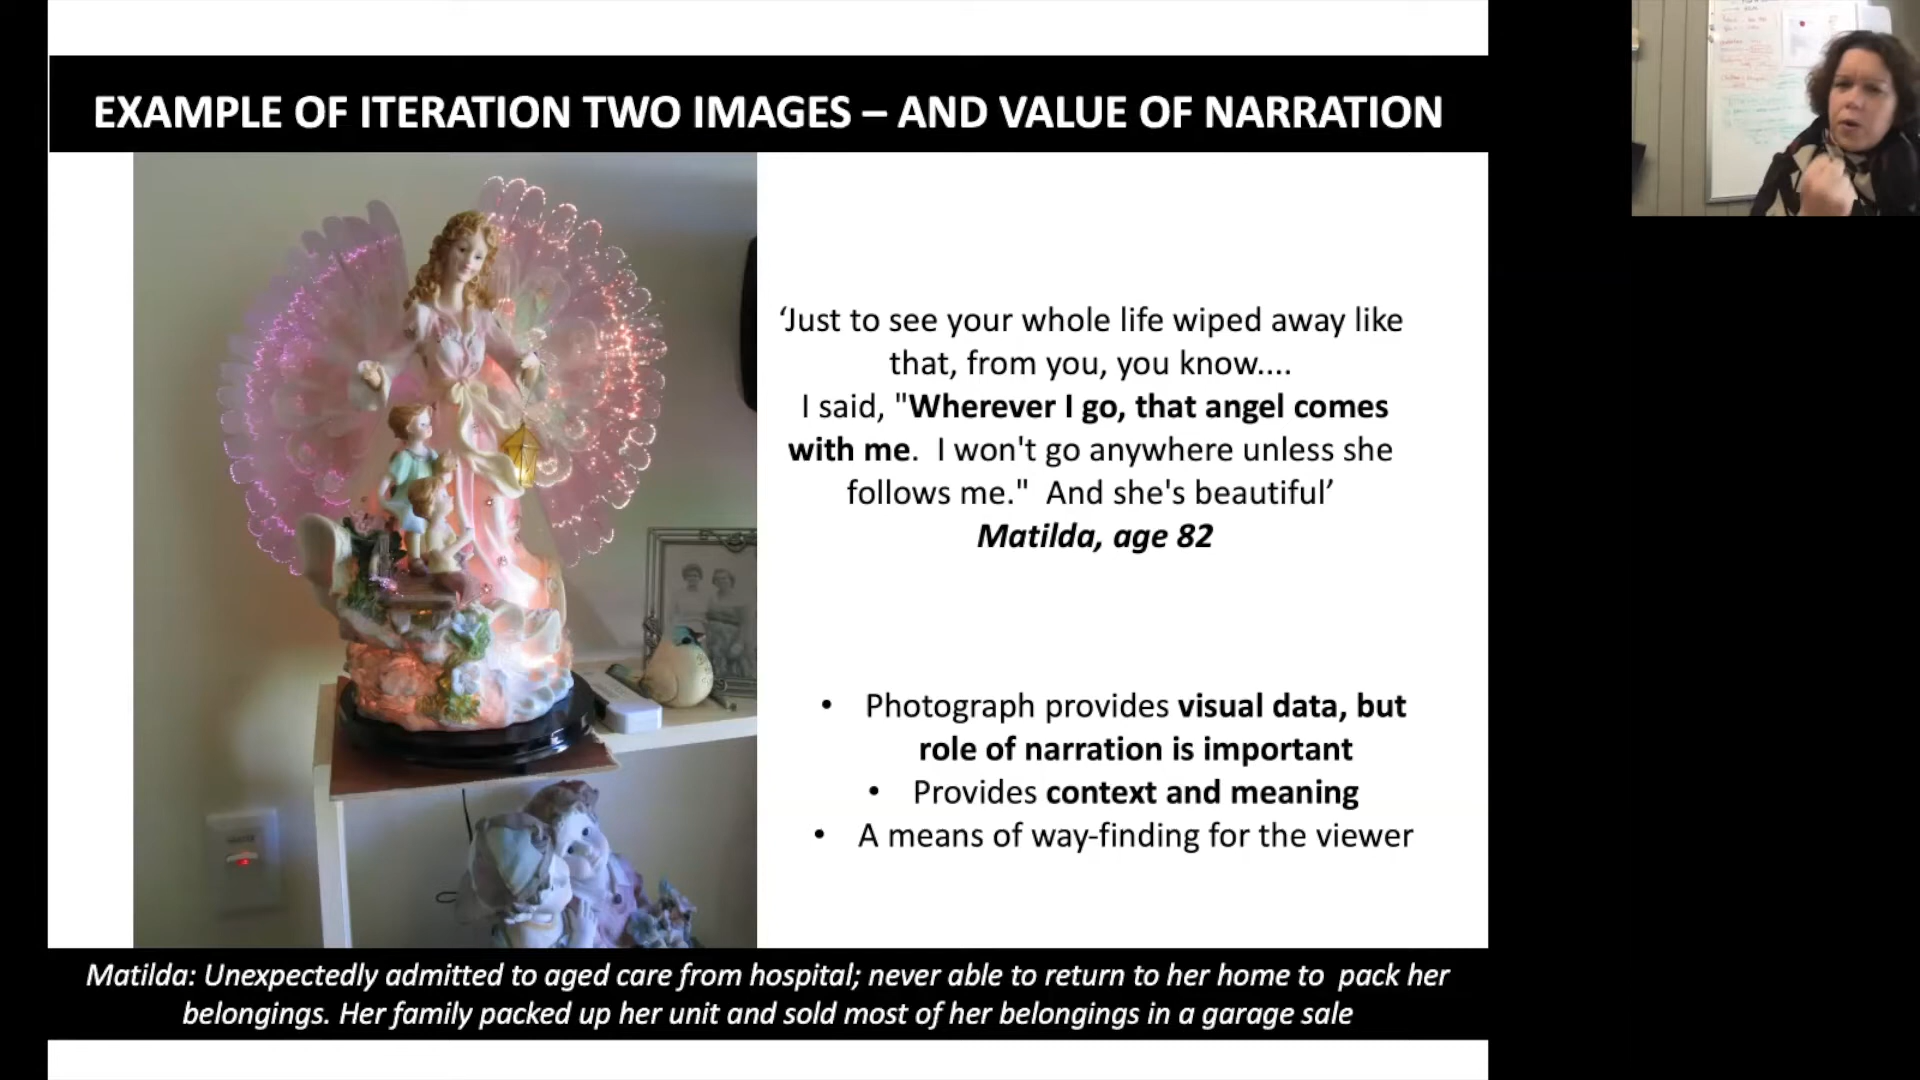 EXAMPLE OF ITERATION TWO IMAGES – AND VALUE OF NARRATION
‘Just to see your whole life wiped away like
that, from you, you know....
I said, "Wherever I go, that angel comes
with me.  I won't go anywhere unless she
follows me."  And she's beautiful’
Matilda, age 82
• Photograph provides visual data, but
role of narration is important
• Provides context and meaning
• A means of way-finding for the viewer
Matilda: Unexpectedly admitted to aged care from hospital; never able to return to her home to  pack her
belongings. Her family packed up her unit and sold most of her belongings in a garage sale